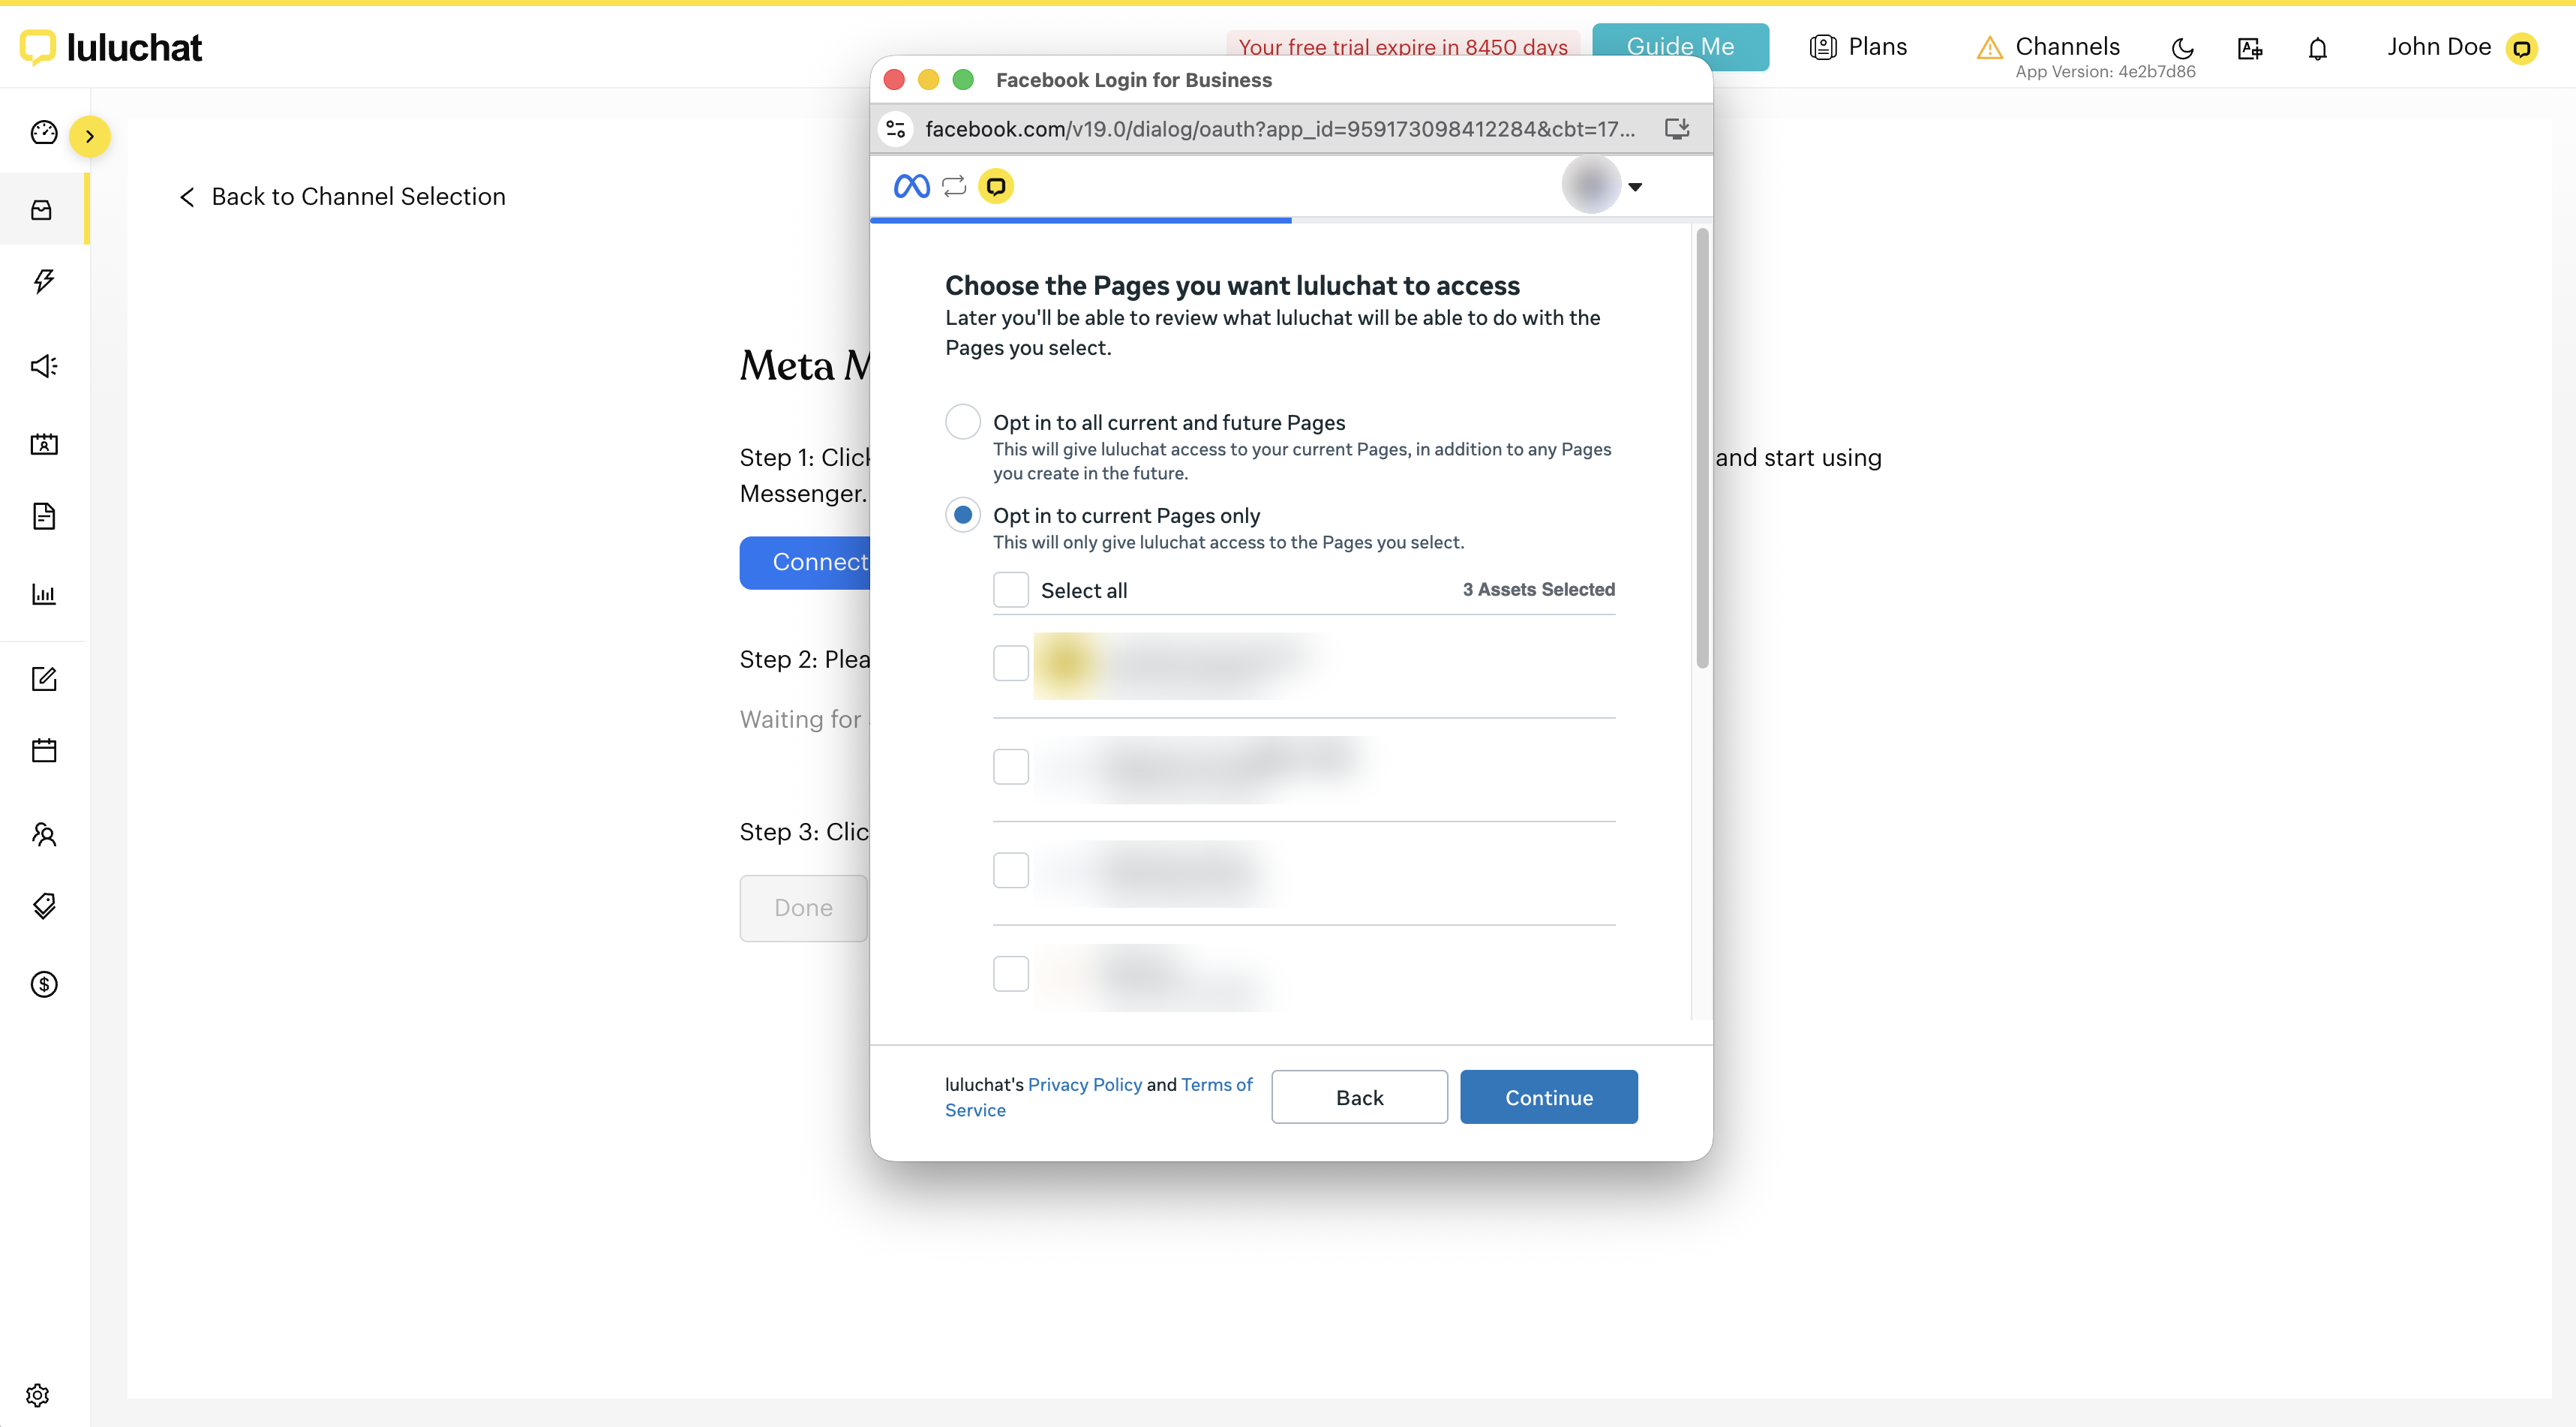 luluchat
Your free trial expire in 8450 days
Guide Me
Plans
Channels
App Version: 4e2b7d86
John Doe
Back to Channel Selection
Meta M
Step 1: Click
and start using
Messenger.
Connect
Step 2: Plea
Waiting for
Step 3: Clic
Done
Facebook Login for Business
facebook.com/v19.0/dialog/oauth?app_id=959173098412284&cbt=17...
Choose the Pages you want luluchat to access
Later you'll be able to review what luluchat will be able to do with the
Pages you select.
Opt in to all current and future Pages
This will give luluchat access to your current Pages, in addition to any Pages
you create in the future.
Opt in to current Pages only
This will only give luluchat access to the Pages you select.
Select all
3 Assets Selected
luluchat's Privacy Policy and Terms of
Service
Back
Continue